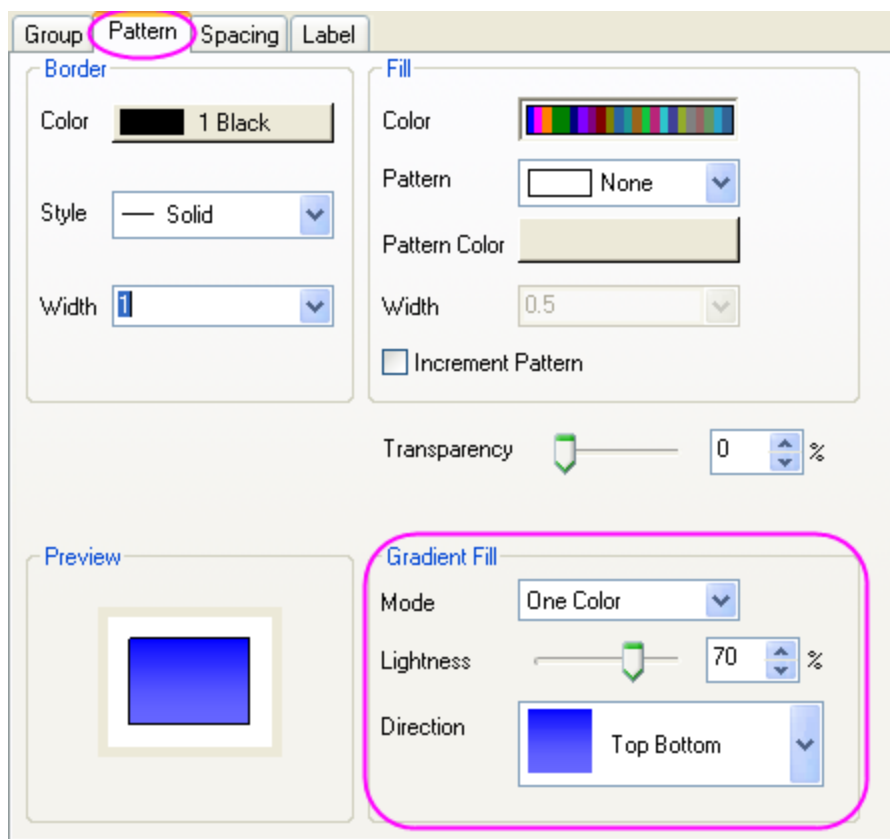 Group Pattern Spacing Label
Border
Color 1 Black
Style Solid
Width 1
Fill
Color
Pattern None
Pattern Color
Width 0.5
Increment Pattern
Transparency 0 %
Preview
Gradient Fill
Mode One Color
Lightness 70 %
Direction Top Bottom